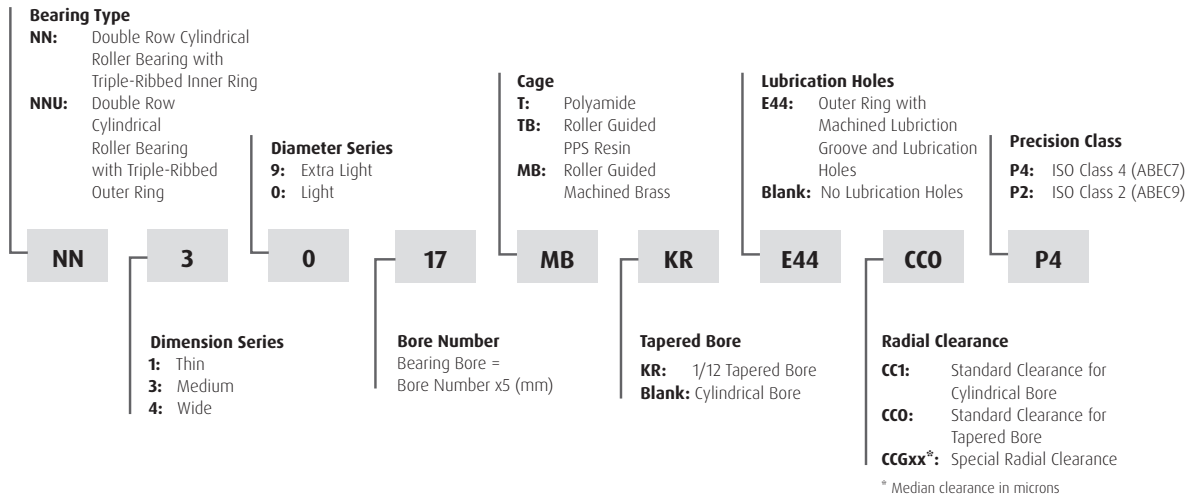 Bearing Type
NN: Double Row Cylindrical
Roller Bearing with
Triple-Ribbed Inner Ring
NNU: Double Row
Cylindrical
Roller Bearing
with Triple-Ribbed
Outer Ring
Diameter Series
9: Extra Light
0: Light
Cage
T: Polyamide
TB: Roller Guided
PPS Resin
MB: Roller Guided
Machined Brass
Lubrication Holes
E44: Outer Ring with
Machined Lubriction
Groove and Lubrication
Holes
Blank: No Lubrication Holes
Precision Class
P4: ISO Class 4 (ABEC7)
P2: ISO Class 2 (ABEC9)
NN 3 0 17 MB KR E44 CC0 P4
Dimension Series
1: Thin
3: Medium
4: Wide
Bore Number
Bearing Bore =
Bore Number x5 (mm)
Tapered Bore
KR: 1/12 Tapered Bore
Blank: Cylindrical Bore
Radial Clearance
CC1: Standard Clearance for
Cylindrical Bore
CC0: Standard Clearance for
Tapered Bore
CCGxx*: Special Radial Clearance
* Median clearance in microns